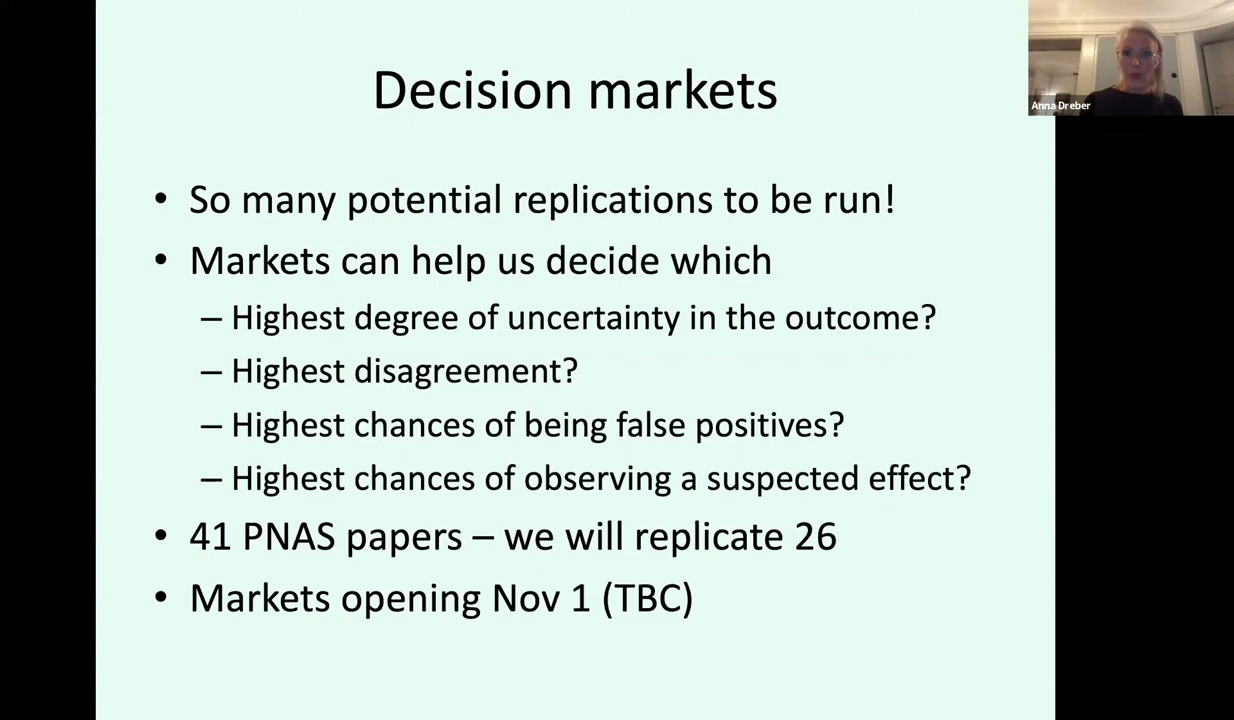 Decision markets
• So many potential replications to be run!
• Markets can help us decide which
– Highest degree of uncertainty in the outcome?
– Highest disagreement?
– Highest chances of being false positives?
– Highest chances of observing a suspected effect?
• 41 PNAS papers – we will replicate 26
• Markets opening Nov 1 (TBC)
Anna Dreber